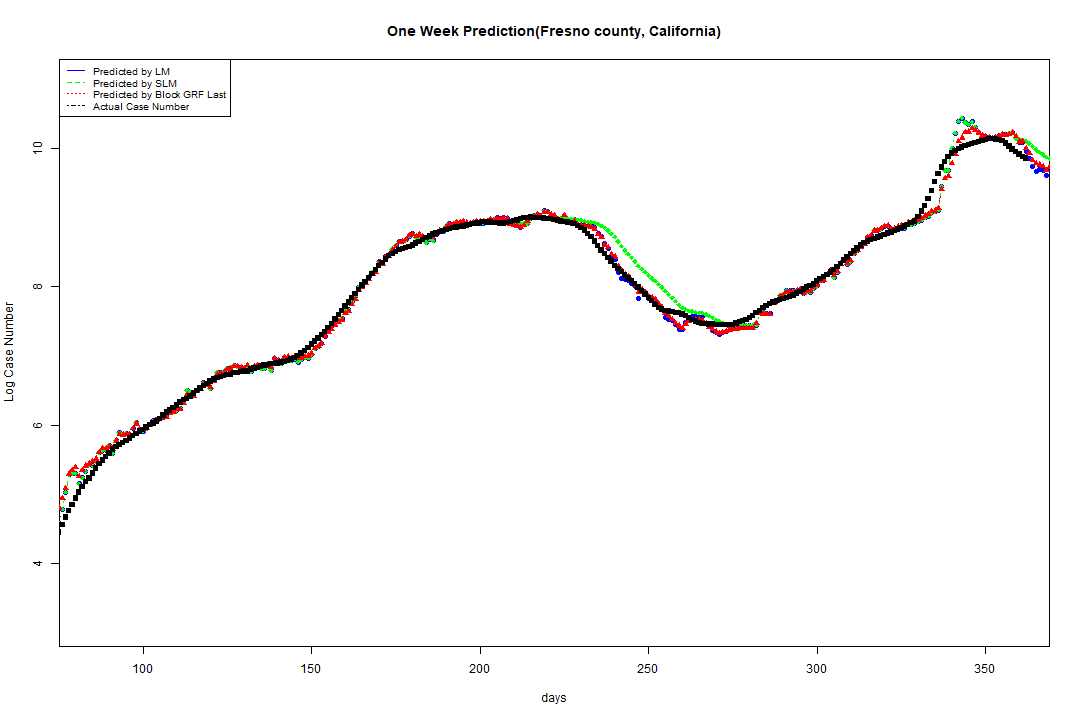 One Week Prediction(Fresno county, California)
Predicted by LM
Predicted by SLM
Predicted by Block GRF Last
Actual Case Number
10
8
6
4
Log Case Number
100 150 200 250 300 350
days